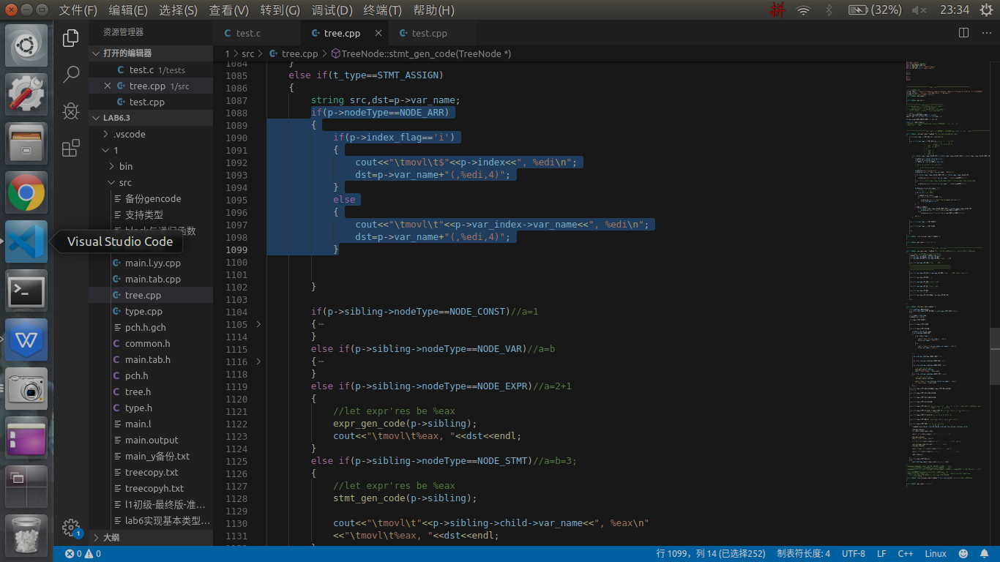 文件(F) 编辑(E) 选择(S) 查看(V) 转到(G) 调试(D) 终端(T) 帮助(H)
拼 (32%) 23:34
资源管理器
打开的编辑器
test.c 1/tests
tree.cpp 1/src
test.cpp
LAB6.3
.vscode
1
bin
src
备份gencode
支持类型
Visual Studio Code
main.l.yy.cpp
main.tab.cpp
tree.cpp
type.cpp
pch.h.gch
common.h
main.tab.h
pch.h
tree.h
type.h
main.l
main.output
main_y备份.txt
treecopy.txt
treecopyh.txt
l1初级-最终版-准...
lab6实现基本类型...
大纲
test.c tree.cpp test.cpp
1 > src > tree.cpp > TreeNode::stmt_gen_code(TreeNode *)
1084 }
1085 else if(t_type==STMT_ASSIGN)
1086 {
1087 string src,dst=p->var_name;
1088 if(p->nodeType==NODE_ARR)
1089 {
1090 if(p->index_flag=='i')
1091 {
1092 cout<<"\tmovl\t$"<<p->index<<", %edi\n";
1093 dst=p->var_name+"(,%edi,4)";
1094 }
1095 else
1096 {
1097 cout<<"\tmovl\t"<<p->var_index->var_name<<", %edi\n";
1098 dst=p->var_name+"(,%edi,4)";
1099 }
1100
1101
1102 }
1103
1104 if(p->sibling->nodeType==NODE_CONST)//a=1
1105 {⋯
1114 }
1115 else if(p->sibling->nodeType==NODE_VAR)//a=b
1116 {⋯
1118 }
1119 else if(p->sibling->nodeType==NODE_EXPR)//a=2+1
1120 {
1121 //let expr'res be %eax
1122 expr_gen_code(p->sibling);
1123 cout<<"\tmovl\t%eax, "<<dst<<endl;
1124 }
1125 else if(p->sibling->nodeType==NODE_STMT)//a=b=3;
1126 {
1127 //let expr'res be %eax
1128 stmt_gen_code(p->sibling);
1129
1130 cout<<"\tmovl\t"<<p->sibling->child->var_name<<", %eax\n"
1131 <<"\tmovl\t%eax, "<<dst<<endl;
1
0 0
行 1099, 列 14 (已选择252) 制表符长度: 4 UTF-8 LF C++ Linux